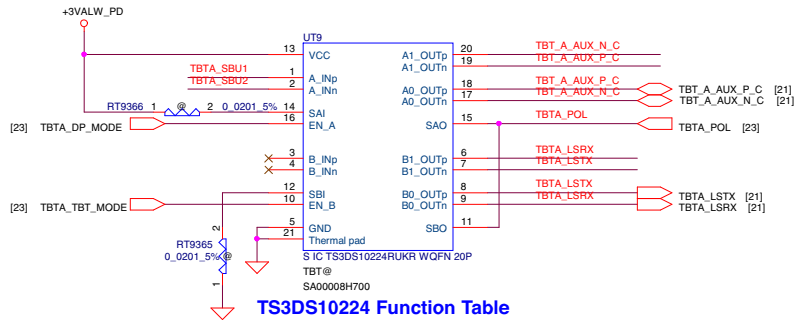 +3VALW_PD
UT9
13 VCC A1_OUTp 20 TBT_A_AUX_N_C
A1_OUTn 19 TBT_A_AUX_P_C
TBTA_SBU1 1 A_INp
TBTA_SBU2 2 A_INn A0_OUTp 18 TBT_A_AUX_P_C TBT_A_AUX_P_C [21]
A0_OUTn 17 TBT_A_AUX_N_C TBT_A_AUX_N_C [21]
RT9366 1 @ 2 0_0201_5% 14 SAI
[23] TBTA_DP_MODE 16 EN_A SAO 15 TBTA_POL TBTA_POL [23]
3 B_INp B1_OUTp 6 TBTA_LSRX
4 B_INn B1_OUTn 7 TBTA_LSTX
12 SBI B0_OUTp 8 TBTA_LSTX TBTA_LSTX [21]
[23] TBTA_TBT_MODE 10 EN_B B0_OUTn 9 TBTA_LSRX TBTA_LSRX [21]
5 GND SBO 11
21 Thermal pad
2
RT9365
0_0201_5% @
1
S IC TS3DS10224RUKR WQFN 20P
TBT@
SA00008H700
TS3DS10224 Function Table